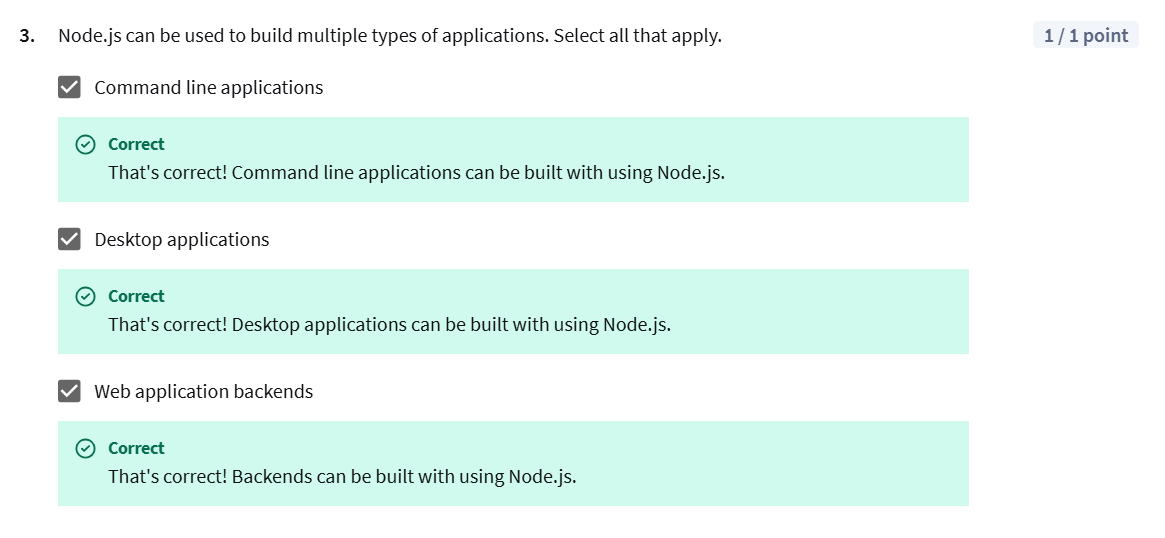 3. Node.js can be used to build multiple types of applications. Select all that apply. 1 / 1 point
Command line applications
Correct
That's correct! Command line applications can be built with using Node.js.
Desktop applications
Correct
That's correct! Desktop applications can be built with using Node.js.
Web application backends
Correct
That's correct! Backends can be built with using Node.js.